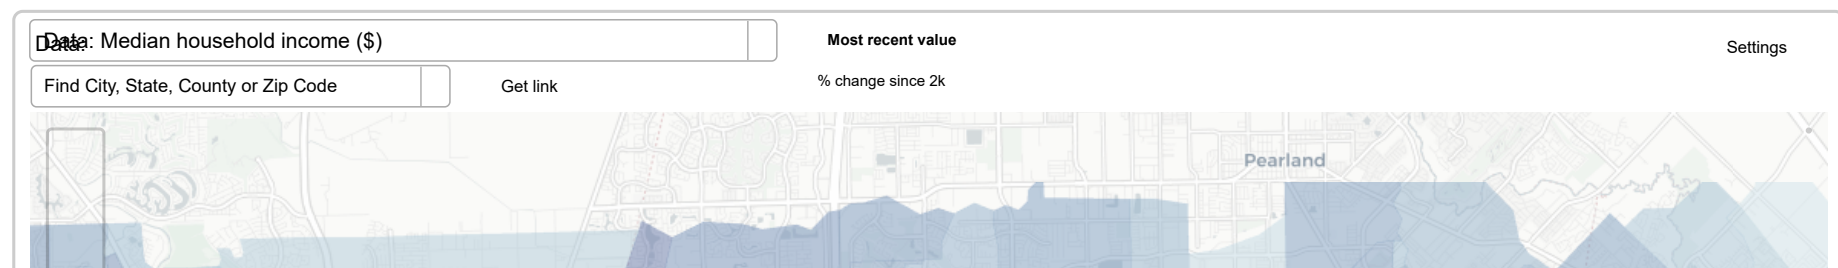 Data:
Data: Median household income ($)
Most recent value
Settings
Find City, State, County or Zip Code
Get link
% change since 2k
Pearland